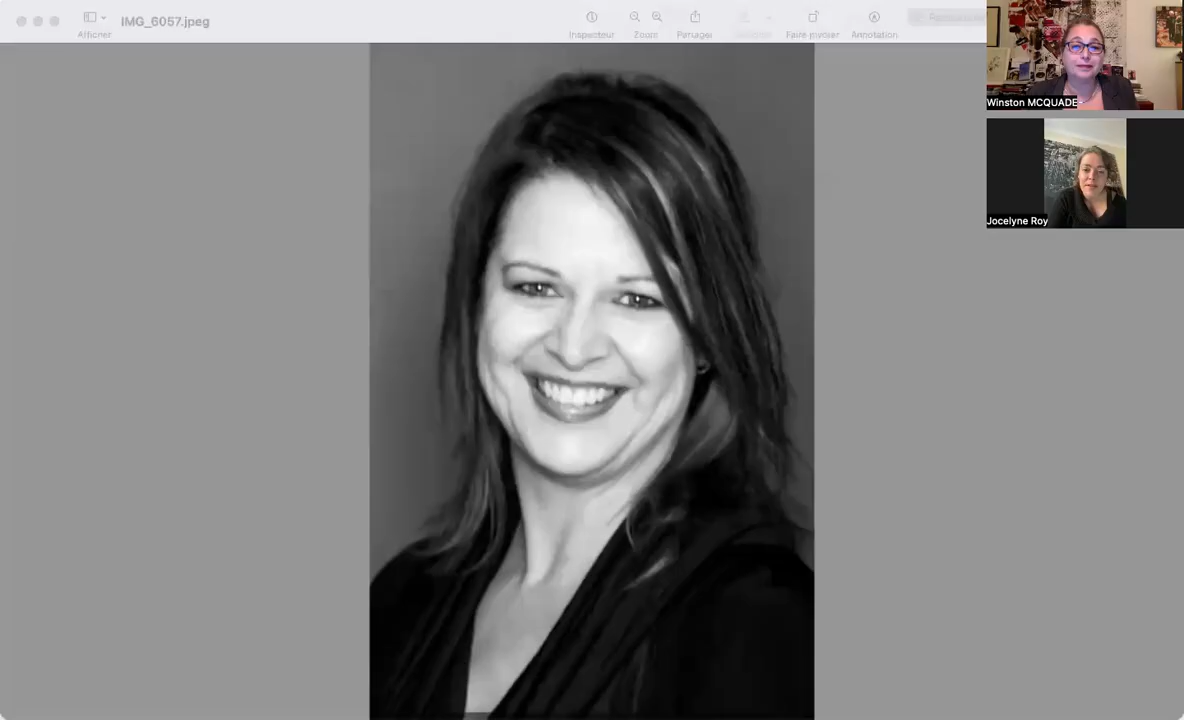 IMG_6057.jpeg
Afficher
Inspecteur
Zoom
Partager
Faire pivoter
Annotation
Winston MCQUADE
Jocelyne Roy